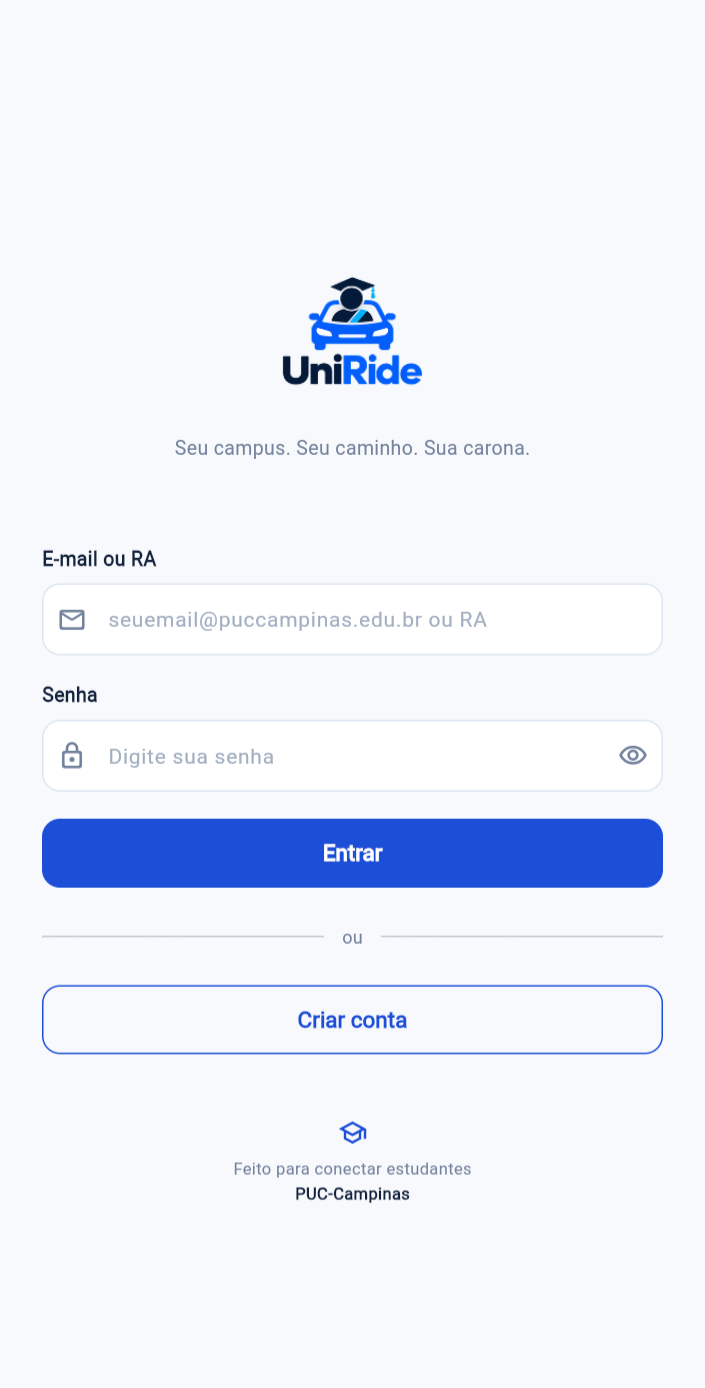 UniRide
Seu campus. Seu caminho. Sua carona.
E-mail ou RA
seuemail@puccampinas.edu.br ou RA
Senha
Digite sua senha
Entrar
ou
Criar conta
Feito para conectar estudantes
PUC-Campinas